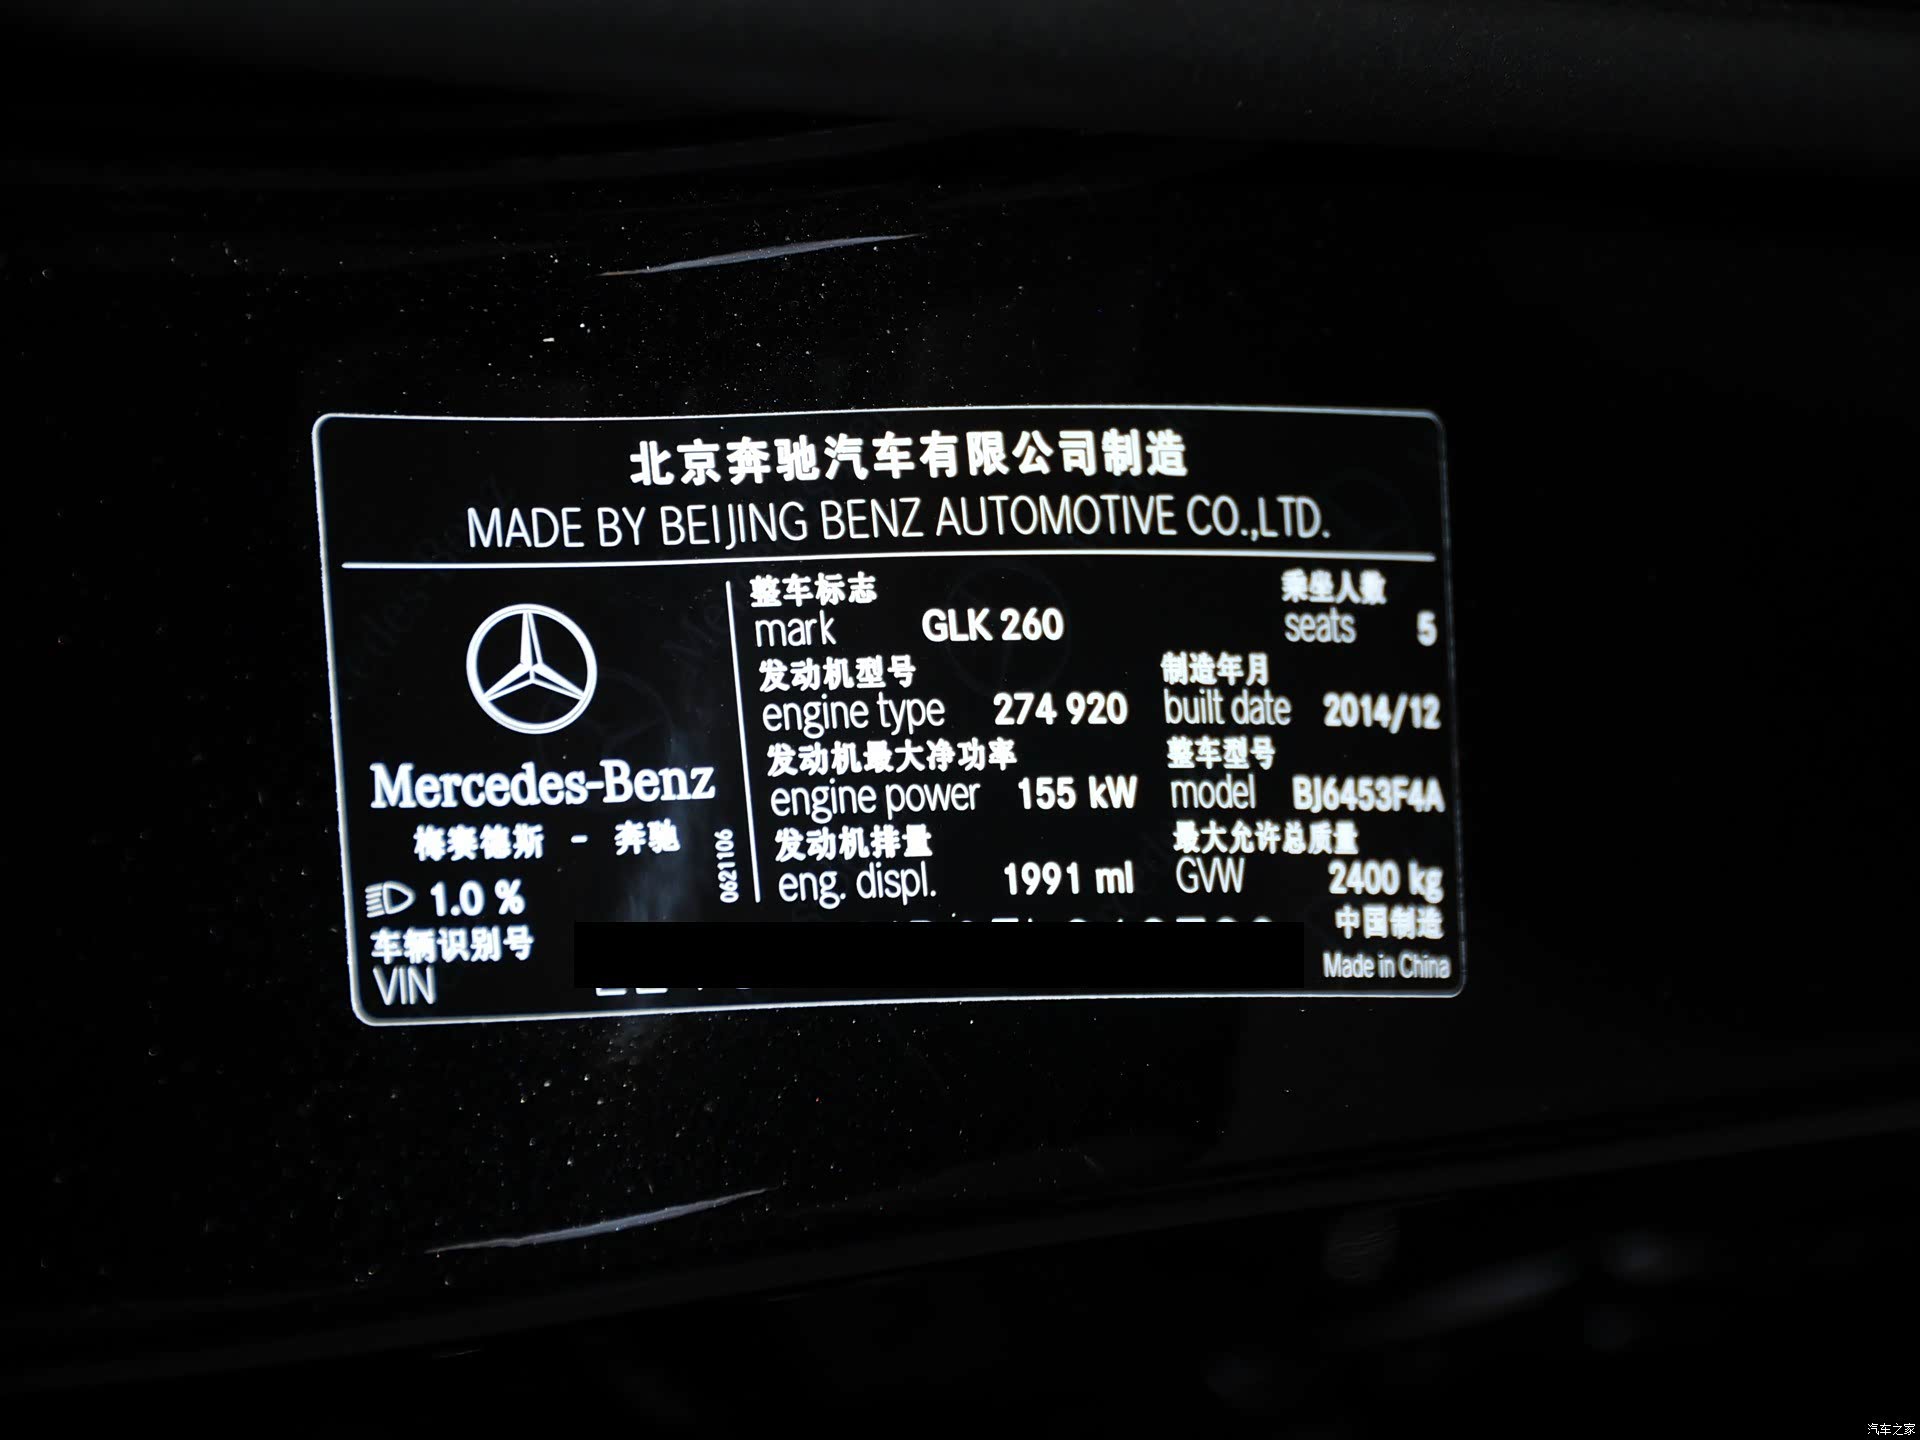 北京奔驰汽车有限公司制造
MADE BY BEIJING BENZ AUTOMOTIVE CO.,LTD.
整车标志 乘坐人数
mark GLK 260 seats 5
发动机型号 制造年月
engine type 274 920 built date 2014/12
发动机最大净功率 整车型号
engine power 155 kW model BJ6453F4A
发动机排量 最大允许总质量
eng. displ. 1991 ml GVW 2400 kg
Mercedes-Benz
梅赛德斯 - 奔驰
0621106
1.0 %
车辆识别号
VIN
中国制造
Made in China
汽车之家